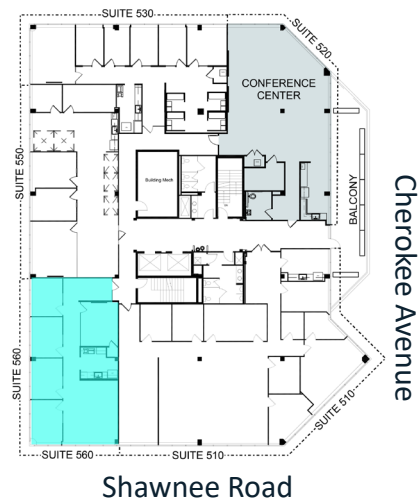 SUITE 530
SUITE 520
CONFERENCE
CENTER
SUITE 550
Building Mech
BALCONY
Cherokee Avenue
SUITE 560
SUITE 510
SUITE 560
SUITE 510
Shawnee Road